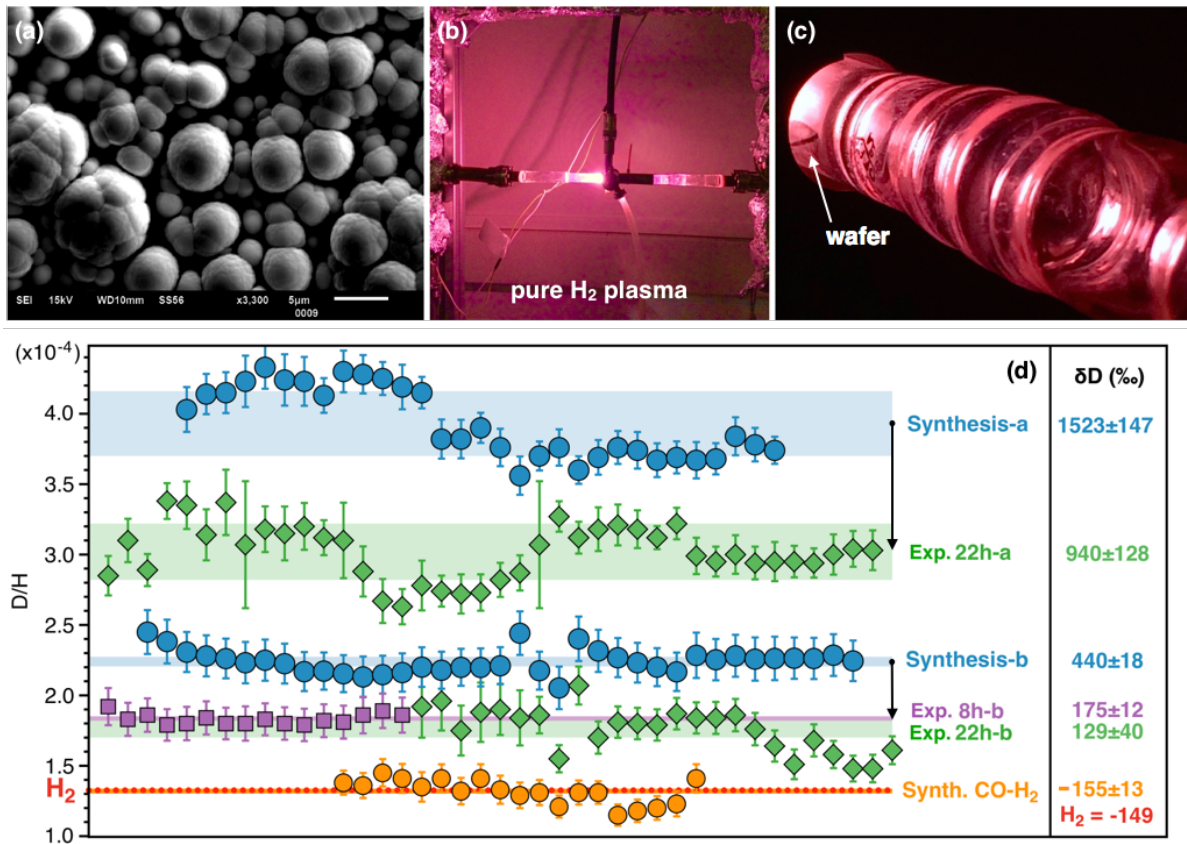 (a)
SEI 15kV WD10mm SS56 x3,300 5μm
0009
(b)
pure H₂ plasma
(c)
wafer
(x10⁻⁴)
(d)
δD (‰)
4.0
3.5
3.0
2.5
2.0
1.5
1.0
D/H
H₂
Synthesis-a 1523±147
Exp. 22h-a 940±128
Synthesis-b 440±18
Exp. 8h-b 175±12
Exp. 22h-b 129±40
Synth. CO-H₂ −155±13
H₂ = -149